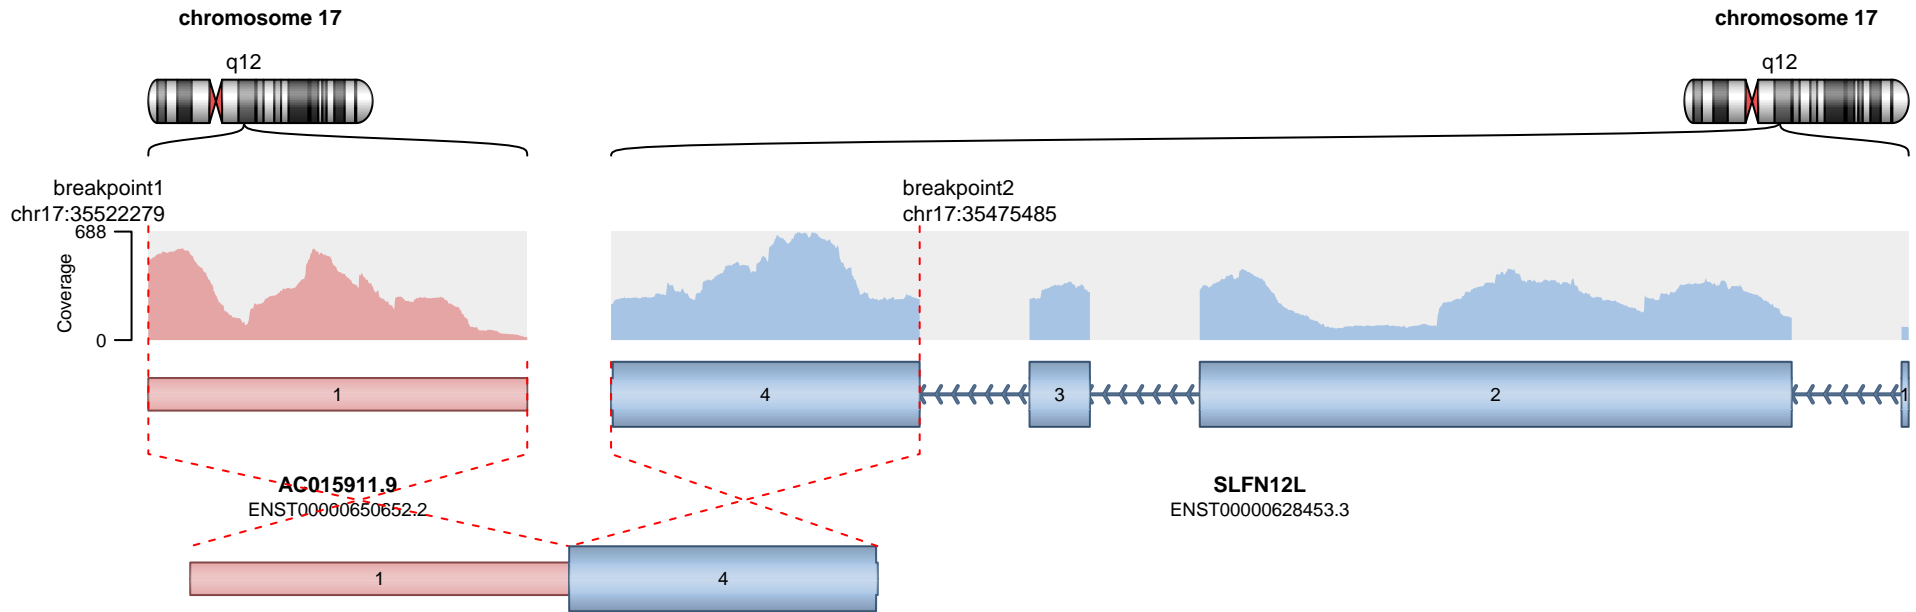 chromosome 17
chromosome 17
q12
q12
breakpoint1
chr17:35522279
breakpoint2
chr17:35475485
688
0
Coverage
1
4
3
2
1
AC015911.9
ENST00000650652.2
SLFN12L
ENST00000628453.3
1
4